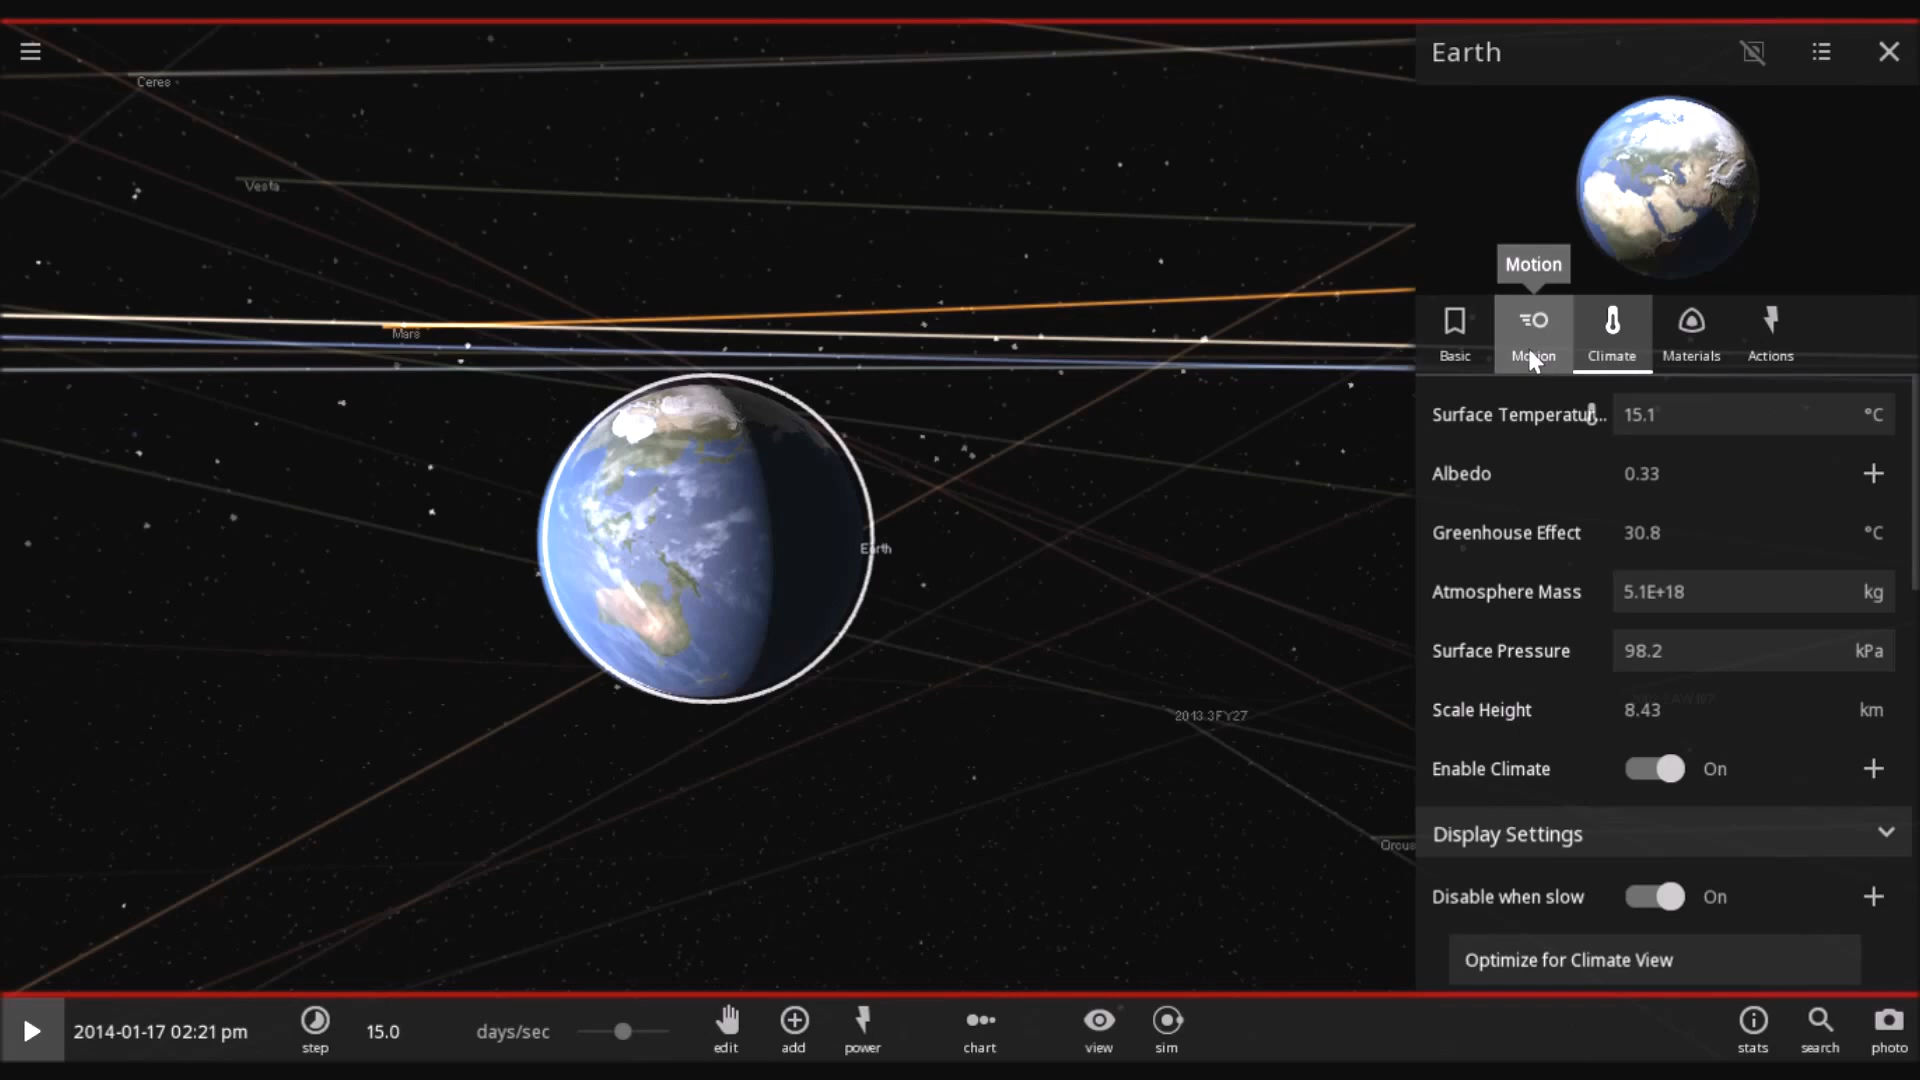 Earth
Ceres
Vesta
Mars
Earth
2013 3FY27
Orcus
Motion
Basic
Motion
Climate
Materials
Actions
Surface Temperatur...
15.1
°C
Albedo
0.33
+
Greenhouse Effect
30.8
°C
Atmosphere Mass
5.1E+18
kg
Surface Pressure
98.2
kPa
Scale Height
8.43
km
Enable Climate
On
+
Display Settings
Disable when slow
On
+
Optimize for Climate View
2014-01-17 02:21 pm
step
15.0
days/sec
edit
add
power
chart
view
sim
stats
search
photo